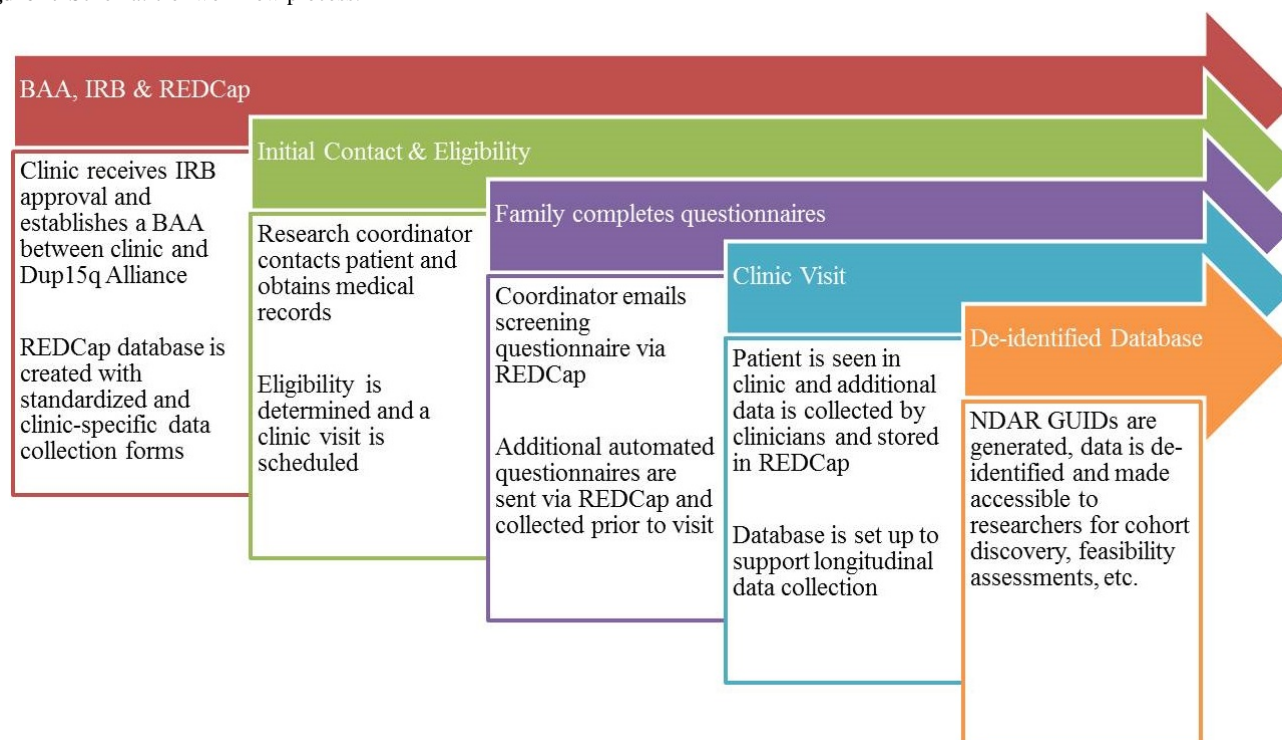 BAA, IRB & REDCap
Clinic receives IRB
approval and
establishes a BAA
between clinic and
Dup15q Alliance
REDCap database is
created with
standardized and
clinic-specific data
collection forms
Initial Contact & Eligibility
Research coordinator
contacts patient and
obtains medical
records
Eligibility is
determined and a
clinic visit is
scheduled
Family completes questionnaires
Coordinator emails
screening
questionnaire via
REDCap
Additional automated
questionnaires are
sent via REDCap and
collected prior to visit
Clinic Visit
Patient is seen in
clinic and additional
data is collected by
clinicians and stored
in REDCap
Database is set up to
support longitudinal
data collection
De-identified Database
NDAR GUIDs are
generated, data is de-
identified and made
accessible to
researchers for cohort
discovery, feasibility
assessments, etc.